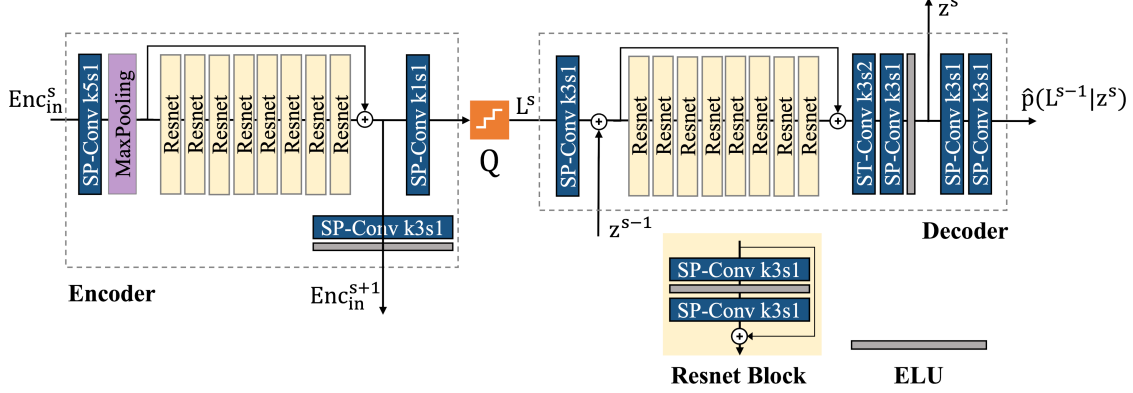 Enc_in^s
SP-Conv k5s1
MaxPooling
Resnet
Resnet
Resnet
Resnet
Resnet
Resnet
Resnet
Resnet
+
SP-Conv k1s1
SP-Conv k3s1
Enc_in^{s+1}
Encoder
Q
L^s
SP-Conv k3s1
+
z^{s-1}
Resnet
Resnet
Resnet
Resnet
Resnet
Resnet
Resnet
Resnet
+
ST-Conv k3s2
SP-Conv k3s1
z^s
SP-Conv k3s1
SP-Conv k3s1
p̂(L^{s-1}|z^s)
Decoder
SP-Conv k3s1
SP-Conv k3s1
+
Resnet Block
ELU